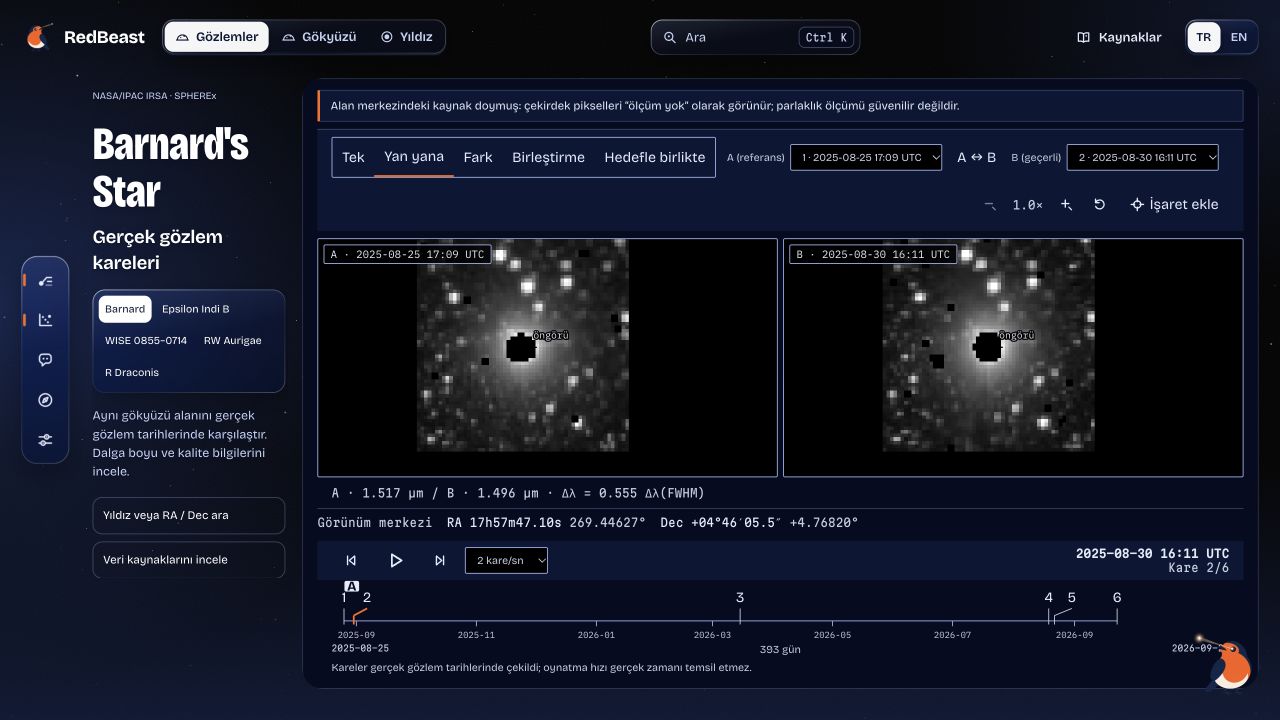 RedBeast
Gözlemler
Gökyüzü
Yıldız
Ara
Ctrl K
Kaynaklar
TR
EN
NASA/IPAC IRSA · SPHEREx
Barnard's
Star
Gerçek gözlem
kareleri
Barnard
Epsilon Indi B
WISE 0855–0714
RW Aurigae
R Draconis
Aynı gökyüzü alanını gerçek
gözlem tarihlerinde karşılaştır.
Dalga boyu ve kalite bilgilerini
incele.
Yıldız veya RA / Dec ara
Veri kaynaklarını incele
Alan merkezindeki kaynak doymuş: çekirdek pikselleri “ölçüm yok” olarak görünür; parlaklık ölçümü güvenilir değildir.
Tek
Yan yana
Fark
Birleştirme
Hedefle birlikte
A (referans)
1 · 2025-08-25 17:09 UTC
A ↔ B
B (geçerli)
2 · 2025-08-30 16:11 UTC
1.0×
İşaret ekle
A · 2025-08-25 17:09 UTC
öngörü
B · 2025-08-30 16:11 UTC
öngörü
A · 1.517 µm / B · 1.496 µm · Δλ = 0.555 Δλ(FWHM)
Görünüm merkezi RA 17h57m47.10s 269.44627° Dec +04°46′05.5″ +4.76820°
2 kare/sn
2025-08-30 16:11 UTC
Kare 2/6
A
1 2 3 4 5 6
2025-09 2025-11 2026-01 2026-03 2026-05 2026-07 2026-09
2025-08-25
393 gün
2026-09-
Kareler gerçek gözlem tarihlerinde çekildi; oynatma hızı gerçek zamanı temsil etmez.